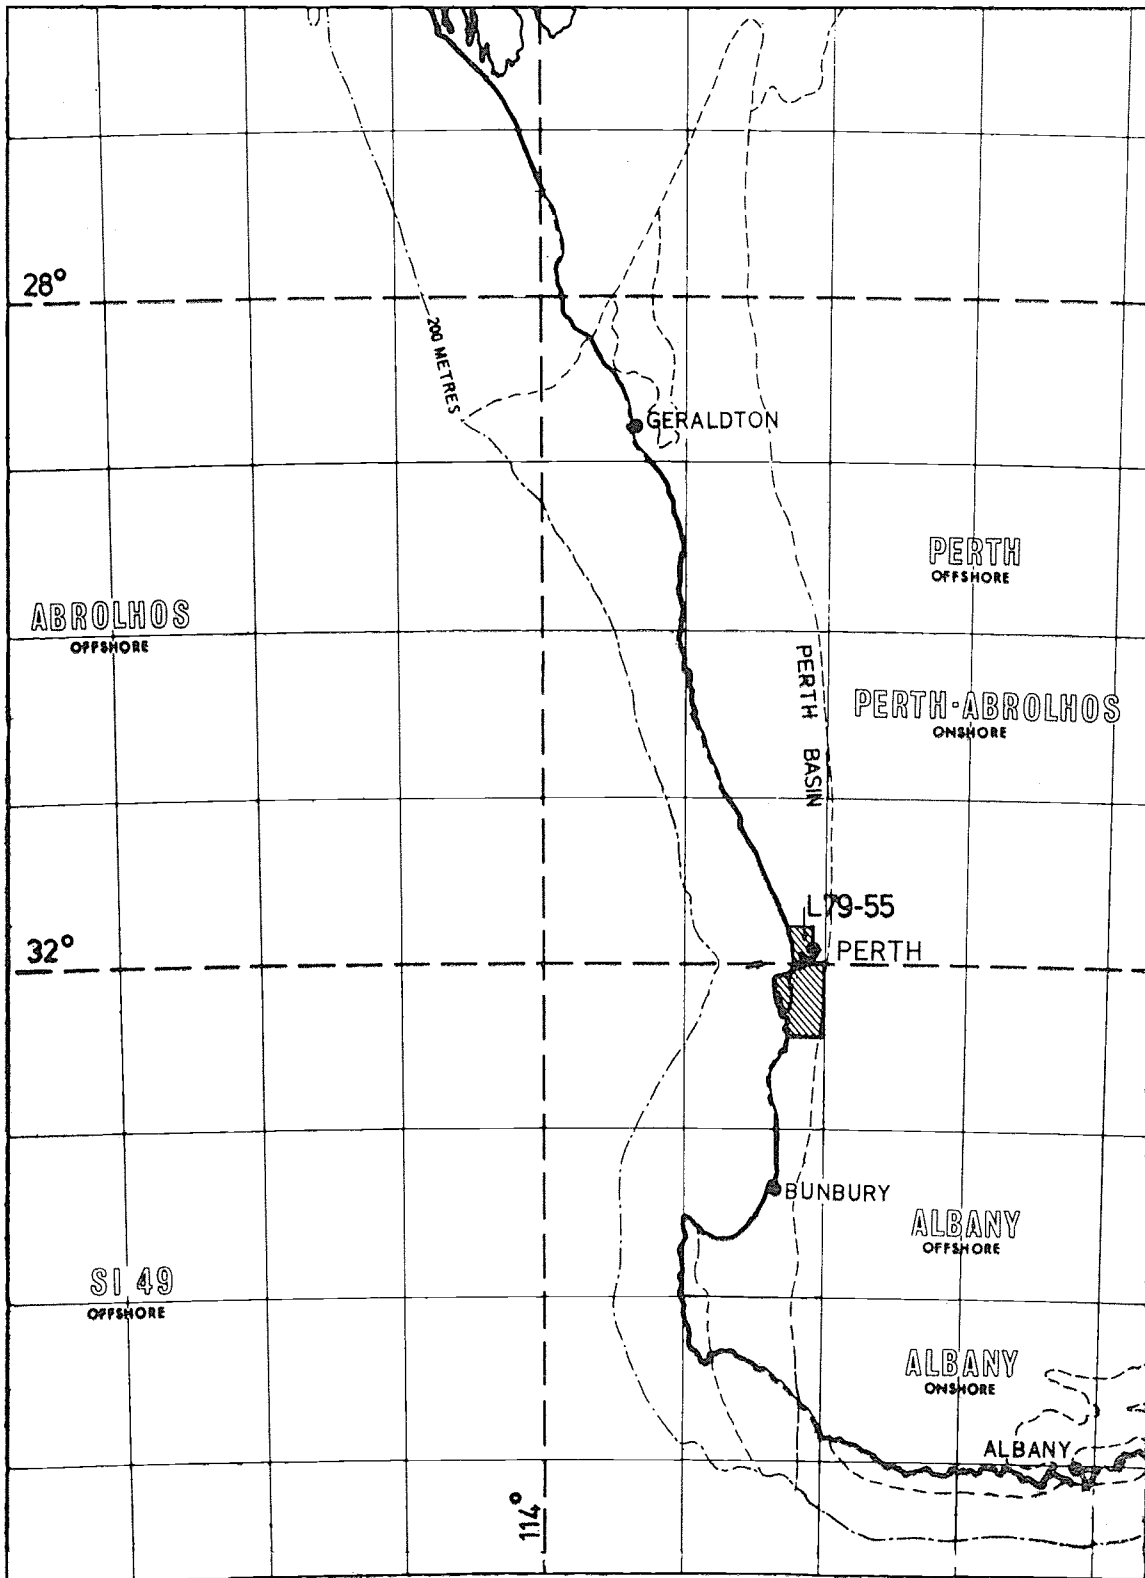 28°
200 METRES
GERALDTON
PERTH
OFFSHORE
ABROLHOS
OFFSHORE
PERTH BASIN
PERTH-ABROLHOS
ONSHORE
L79-55
32°
PERTH
BUNBURY
ALBANY
OFFSHORE
SI 49
OFFSHORE
ALBANY
ONSHORE
ALBANY
114°